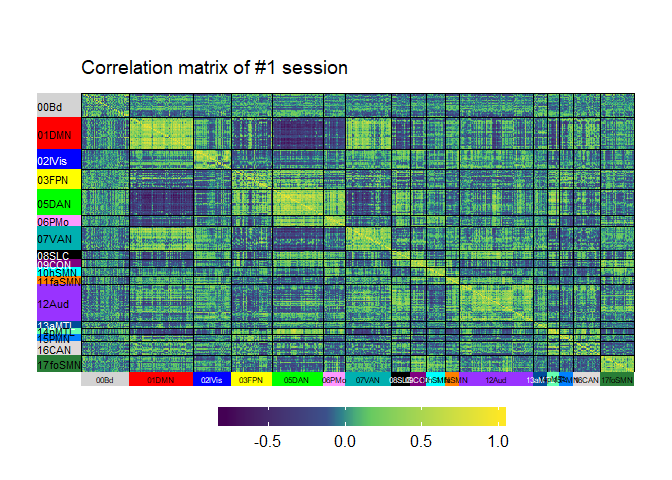 Correlation matrix of #1 session
00Bd
01DMN
02lVis
03FPN
05DAN
06PMo
07VAN
08SLC
09CON
10hSMN
11faSMN
12Aud
13aMTL
14pMTL
15PMN
16CAN
17foSMN
00Bd 01DMN 02lVis 03FPN 05DAN 06PMo 07VAN 12Aud 17foSMN
-0.5 0.0 0.5 1.0